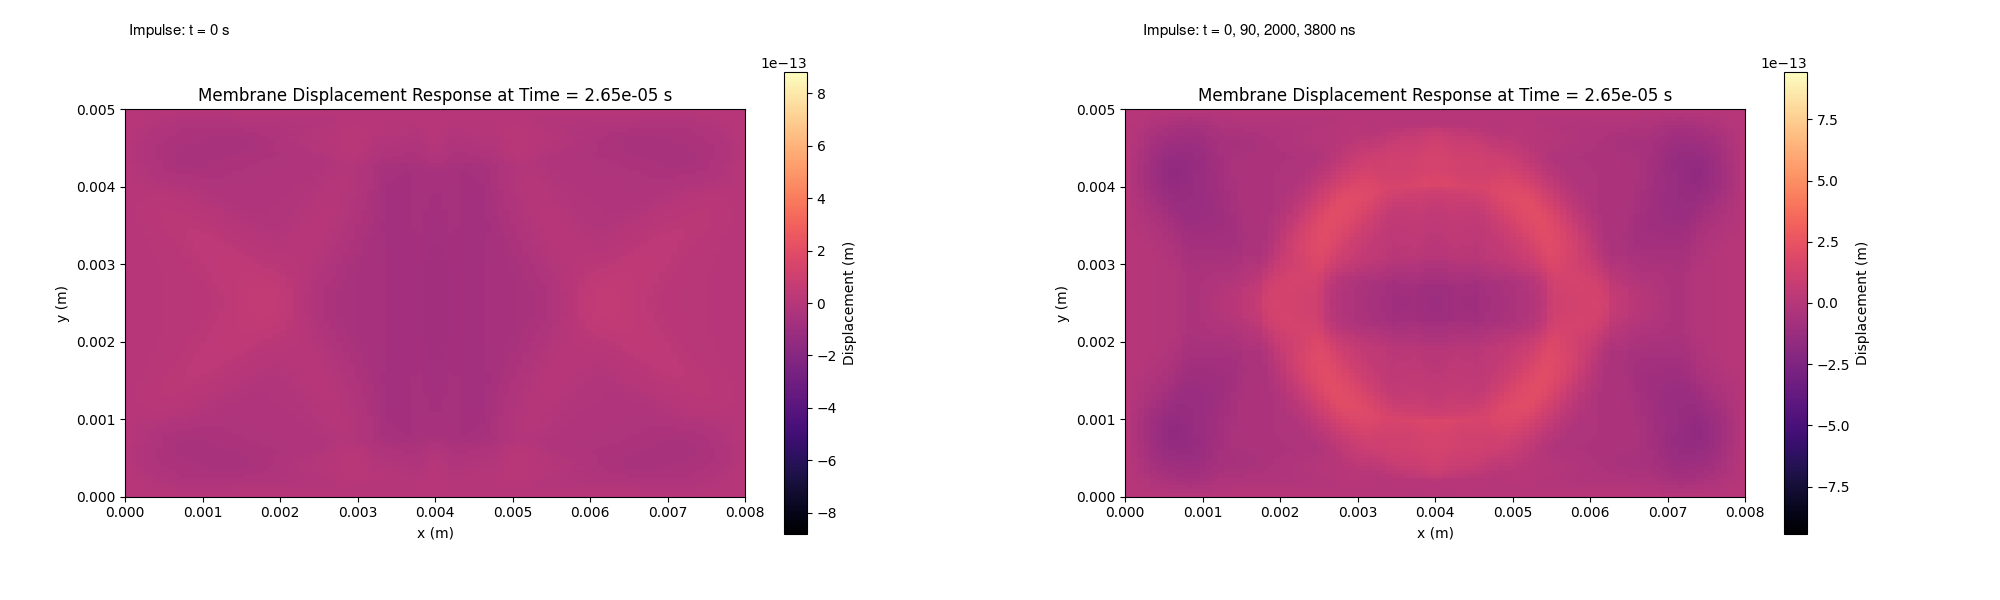 Impulse: t = 0 s
1e−13
Membrane Displacement Response at Time = 2.65e-05 s
0.005
0.004
0.003
0.002
0.001
0.000
y (m)
0.000 0.001 0.002 0.003 0.004 0.005 0.006 0.007 0.008
x (m)
8
6
4
2
0
−2
−4
−6
−8
Displacement (m)
Impulse: t = 0, 90, 2000, 3800 ns
1e−13
Membrane Displacement Response at Time = 2.65e-05 s
0.005
0.004
0.003
0.002
0.001
0.000
y (m)
0.000 0.001 0.002 0.003 0.004 0.005 0.006 0.007 0.008
x (m)
7.5
5.0
2.5
0.0
−2.5
−5.0
−7.5
Displacement (m)